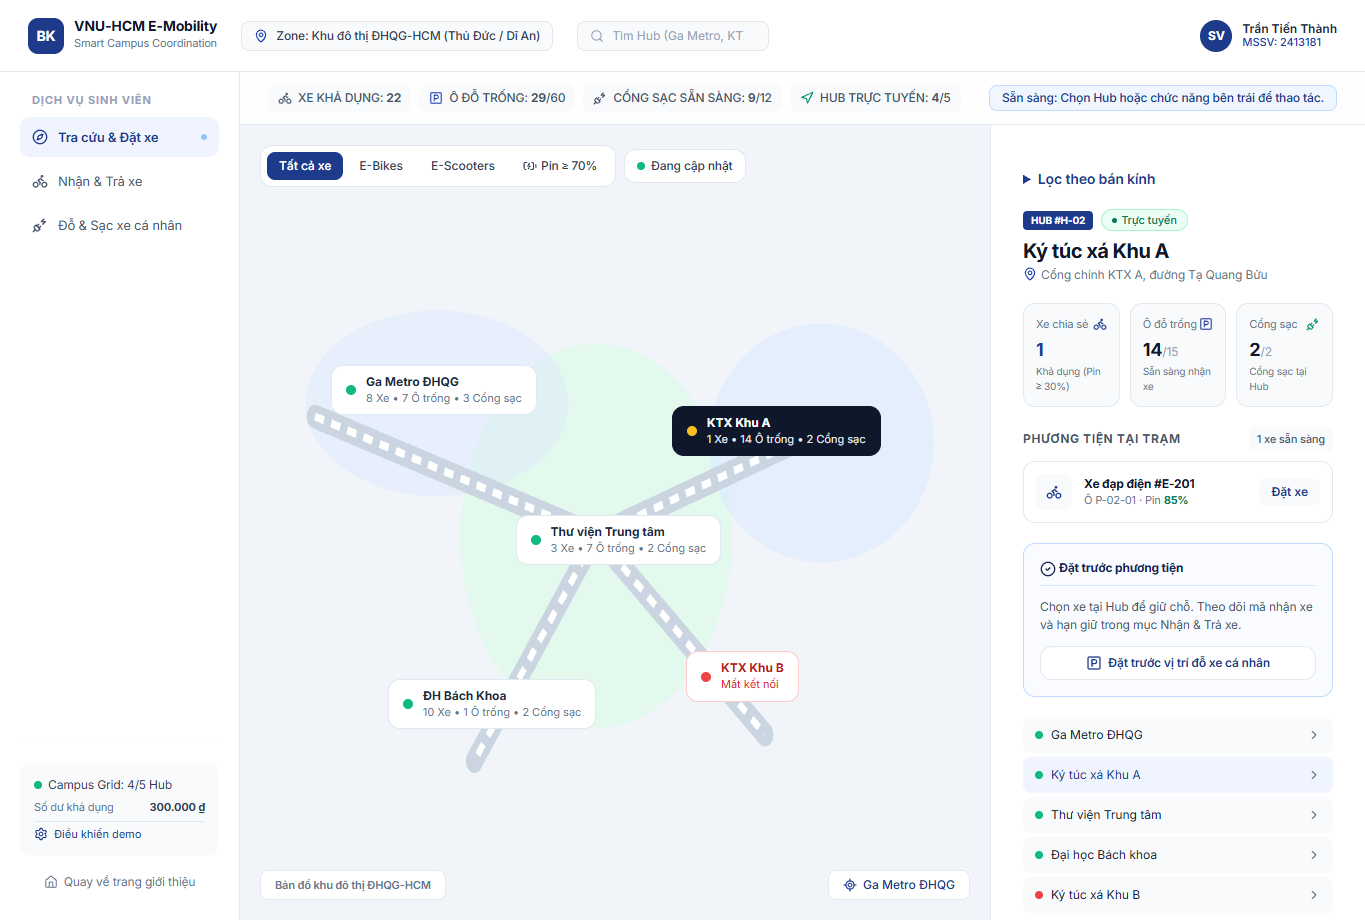 BK
VNU-HCM E-Mobility
Smart Campus Coordination
Zone: Khu đô thị ĐHQG-HCM (Thủ Đức / Dĩ An)
Tìm Hub (Ga Metro, KT
SV
Trần Tiến Thành
MSSV: 2413181
DỊCH VỤ SINH VIÊN
Tra cứu & Đặt xe
Nhận & Trả xe
Đỗ & Sạc xe cá nhân
Campus Grid: 4/5 Hub
Số dư khả dụng 300.000 ₫
Điều khiển demo
Quay về trang giới thiệu
XE KHẢ DỤNG: 22
Ô ĐỖ TRỐNG: 29/60
CỔNG SẠC SẴN SÀNG: 9/12
HUB TRỰC TUYẾN: 4/5
Sẵn sàng: Chọn Hub hoặc chức năng bên trái để thao tác.
Tất cả xe
E-Bikes
E-Scooters
Pin ≥ 70%
Đang cập nhật
Ga Metro ĐHQG
8 Xe • 7 Ô trống • 3 Cổng sạc
KTX Khu A
1 Xe • 14 Ô trống • 2 Cổng sạc
Thư viện Trung tâm
3 Xe • 7 Ô trống • 2 Cổng sạc
KTX Khu B
Mất kết nối
ĐH Bách Khoa
10 Xe • 1 Ô trống • 2 Cổng sạc
Bản đồ khu đô thị ĐHQG-HCM
Ga Metro ĐHQG
Lọc theo bán kính
HUB #H-02
Trực tuyến
Ký túc xá Khu A
Cổng chính KTX A, đường Tạ Quang Bửu
Xe chia sẻ
1
Khả dụng (Pin
≥ 30%)
Ô đỗ trống
14/15
Sẵn sàng nhận
xe
Cổng sạc
2/2
Cổng sạc tại
Hub
PHƯƠNG TIỆN TẠI TRẠM
1 xe sẵn sàng
Xe đạp điện #E-201
Ô P-02-01 · Pin 85%
Đặt xe
Đặt trước phương tiện
Chọn xe tại Hub để giữ chỗ. Theo dõi mã nhận xe
và hạn giữ trong mục Nhận & Trả xe.
Đặt trước vị trí đỗ xe cá nhân
Ga Metro ĐHQG
Ký túc xá Khu A
Thư viện Trung tâm
Đại học Bách khoa
Ký túc xá Khu B